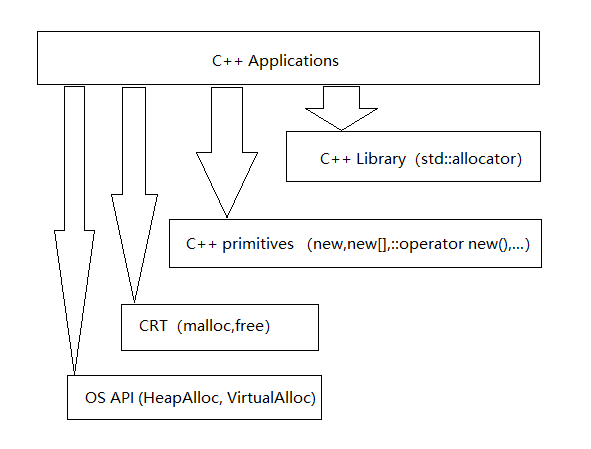 C++ Applications
C++ Library（std::allocator）
C++ primitives （new,new[],::operator new(),...）
CRT（malloc,free）
OS API (HeapAlloc, VirtualAlloc)